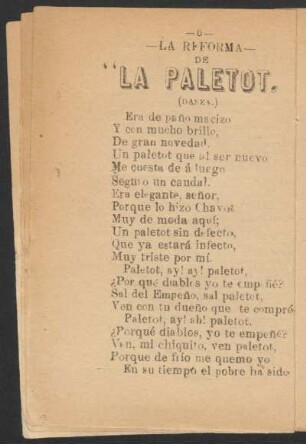 —6—
—LA REFORMA—
DE
"LA PALETOT.
(DANZA.)
Era de paño macizo
Y con mucho brillo,
De gran novedad,
Un paletot que al ser nuevo
Me cuesta de á luego
Seguro un caudal.
Era elegante, señor,
Porque lo hizo Chavot
Muy de moda aquí;
Un paletot sin defecto,
Que ya estará infecto,
Muy triste por mí.
Paletot, ay! ay! paletot,
¿Por qué diablos yo te empeñé?
Sal del Empeño, sal paletot,
Ven con tu dueño que te compró
Paletot, ay! ah! paletot,
¿Porqué diablos, yo te empeñé?
Ven, mi chiquito, ven paletot,
Porque de frio me quemo yo
En su tiempo el pobre ha sido